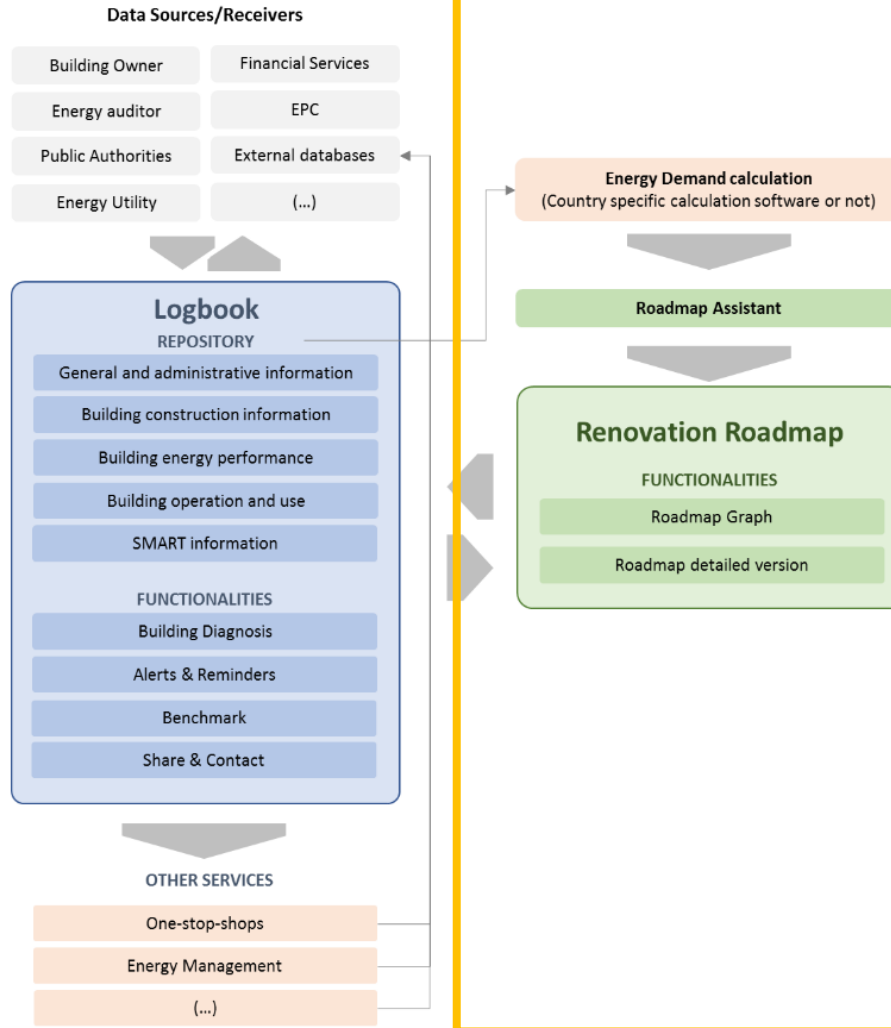 Data Sources/Receivers
Building Owner
Financial Services
Energy auditor
EPC
Public Authorities
External databases
Energy Utility
(...)
Logbook
REPOSITORY
General and administrative information
Building construction information
Building energy performance
Building operation and use
SMART information
FUNCTIONALITIES
Building Diagnosis
Alerts & Reminders
Benchmark
Share & Contact
OTHER SERVICES
One-stop-shops
Energy Management
(...)
Energy Demand calculation
(Country specific calculation software or not)
Roadmap Assistant
Renovation Roadmap
FUNCTIONALITIES
Roadmap Graph
Roadmap detailed version